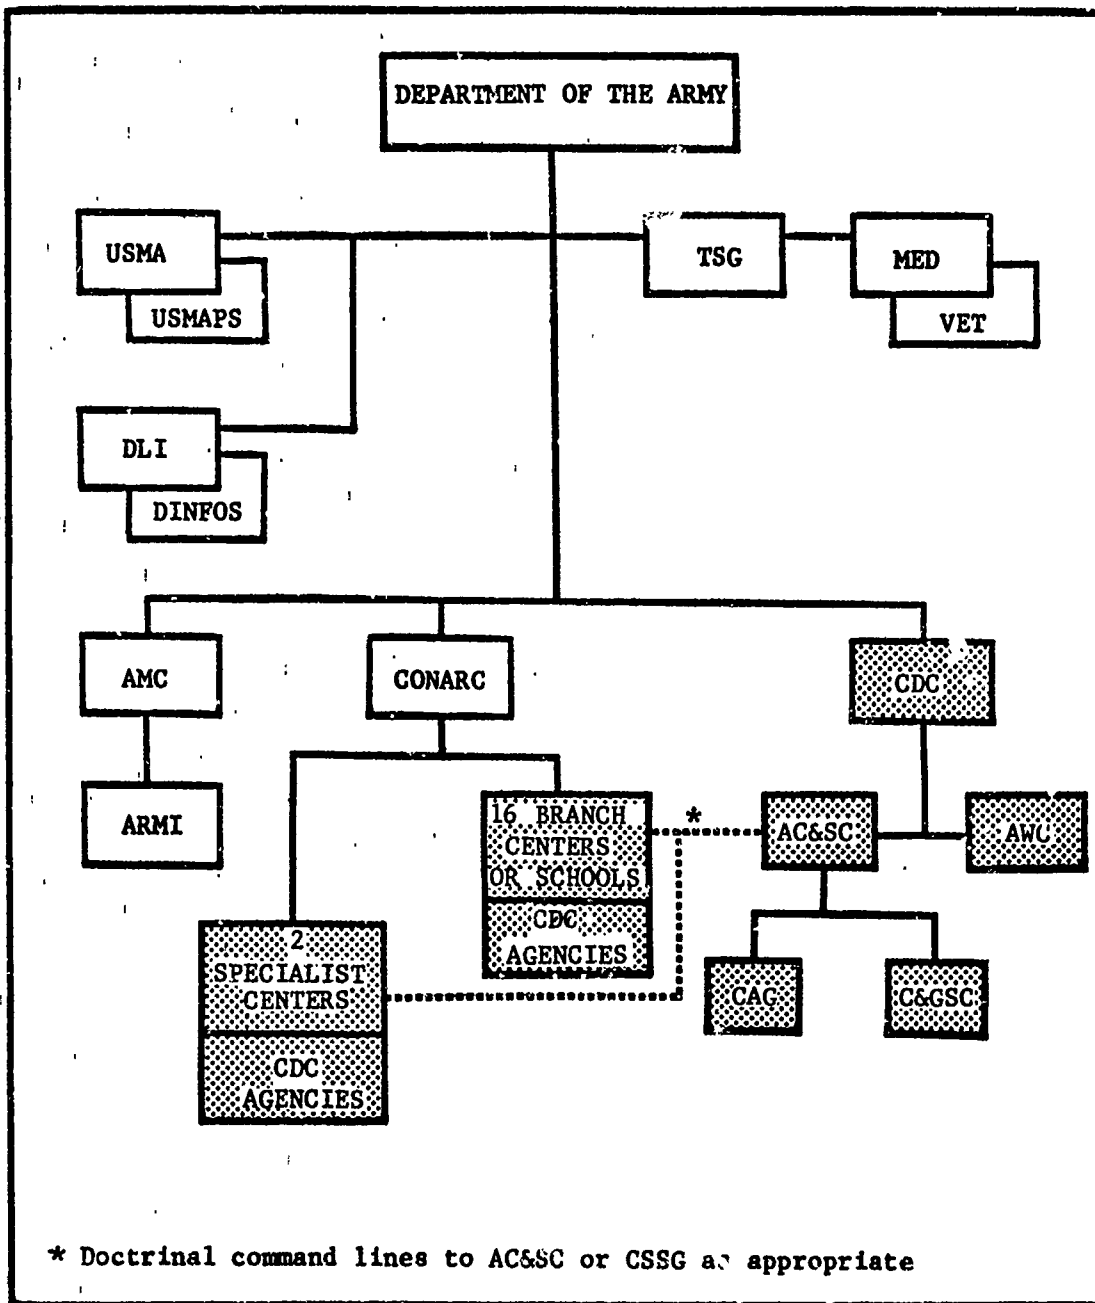 DEPARTMENT OF THE ARMY
USMA
USMAPS
TSG
MED
VET
DLI
DINFOS
AMC
CONARC
CDC
ARMI
16 BRANCH
CENTERS
OR SCHOOLS
CDC
AGENCIES
*
AC&SC
AWC
2
SPECIALIST
CENTERS
CDC
AGENCIES
CAG
C&GSC
* Doctrinal command lines to AC&SC or CSSG as appropriate